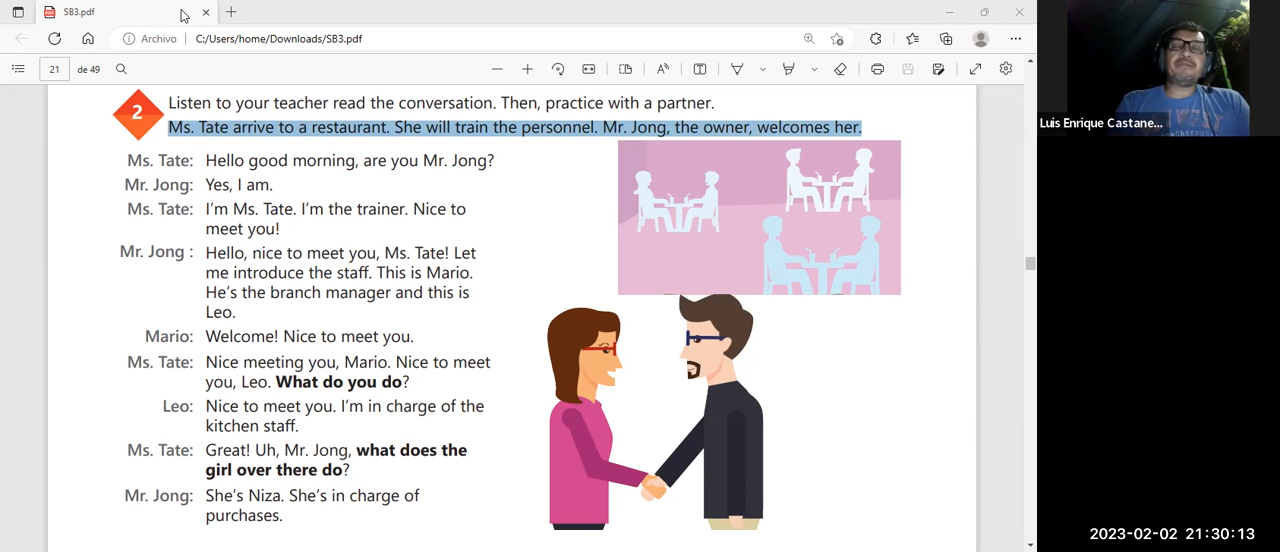 SB3.pdf
Archivo
C:/Users/home/Downloads/SB3.pdf
21
de 49
2
Listen to your teacher read the conversation. Then, practice with a partner.
Ms. Tate arrive to a restaurant. She will train the personnel. Mr. Jong, the owner, welcomes her.
Ms. Tate: Hello good morning, are you Mr. Jong?
Mr. Jong: Yes, I am.
Ms. Tate: I'm Ms. Tate. I'm the trainer. Nice to
meet you!
Mr. Jong : Hello, nice to meet you, Ms. Tate! Let
me introduce the staff. This is Mario.
He's the branch manager and this is
Leo.
Mario: Welcome! Nice to meet you.
Ms. Tate: Nice meeting you, Mario. Nice to meet
you, Leo. What do you do?
Leo: Nice to meet you. I'm in charge of the
kitchen staff.
Ms. Tate: Great! Uh, Mr. Jong, what does the
girl over there do?
Mr. Jong: She's Niza. She's in charge of
purchases.
Luis Enrique Castane...
2023-02-02 21:30:13